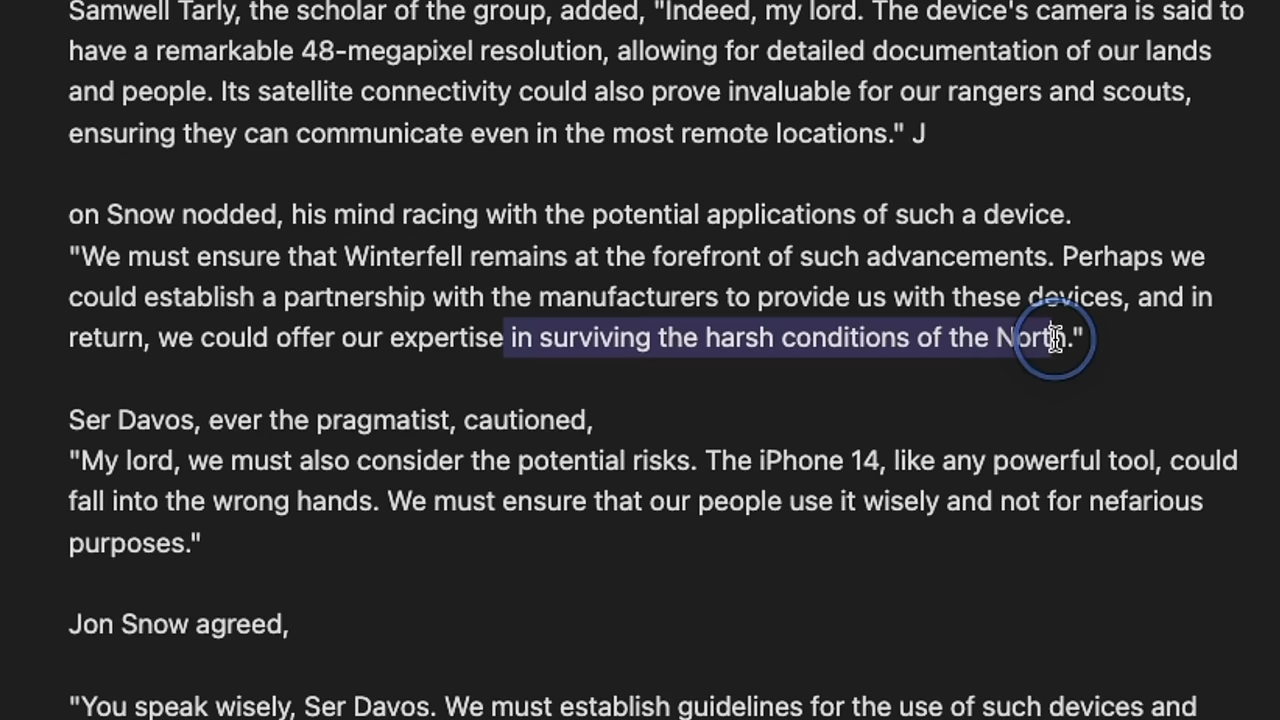 Samwell Tarly, the scholar of the group, added, "Indeed, my lord. The device's camera is said to
have a remarkable 48-megapixel resolution, allowing for detailed documentation of our lands
and people. Its satellite connectivity could also prove invaluable for our rangers and scouts,
ensuring they can communicate even in the most remote locations." J
on Snow nodded, his mind racing with the potential applications of such a device.
"We must ensure that Winterfell remains at the forefront of such advancements. Perhaps we
could establish a partnership with the manufacturers to provide us with these devices, and in
return, we could offer our expertise in surviving the harsh conditions of the North."
Ser Davos, ever the pragmatist, cautioned,
"My lord, we must also consider the potential risks. The iPhone 14, like any powerful tool, could
fall into the wrong hands. We must ensure that our people use it wisely and not for nefarious
purposes."
Jon Snow agreed,
"You speak wisely, Ser Davos. We must establish guidelines for the use of such devices and